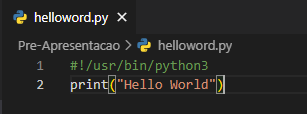 helloword.py ×
Pre-Apresentacao > helloword.py
1 #!/usr/bin/python3
2 print("Hello World")